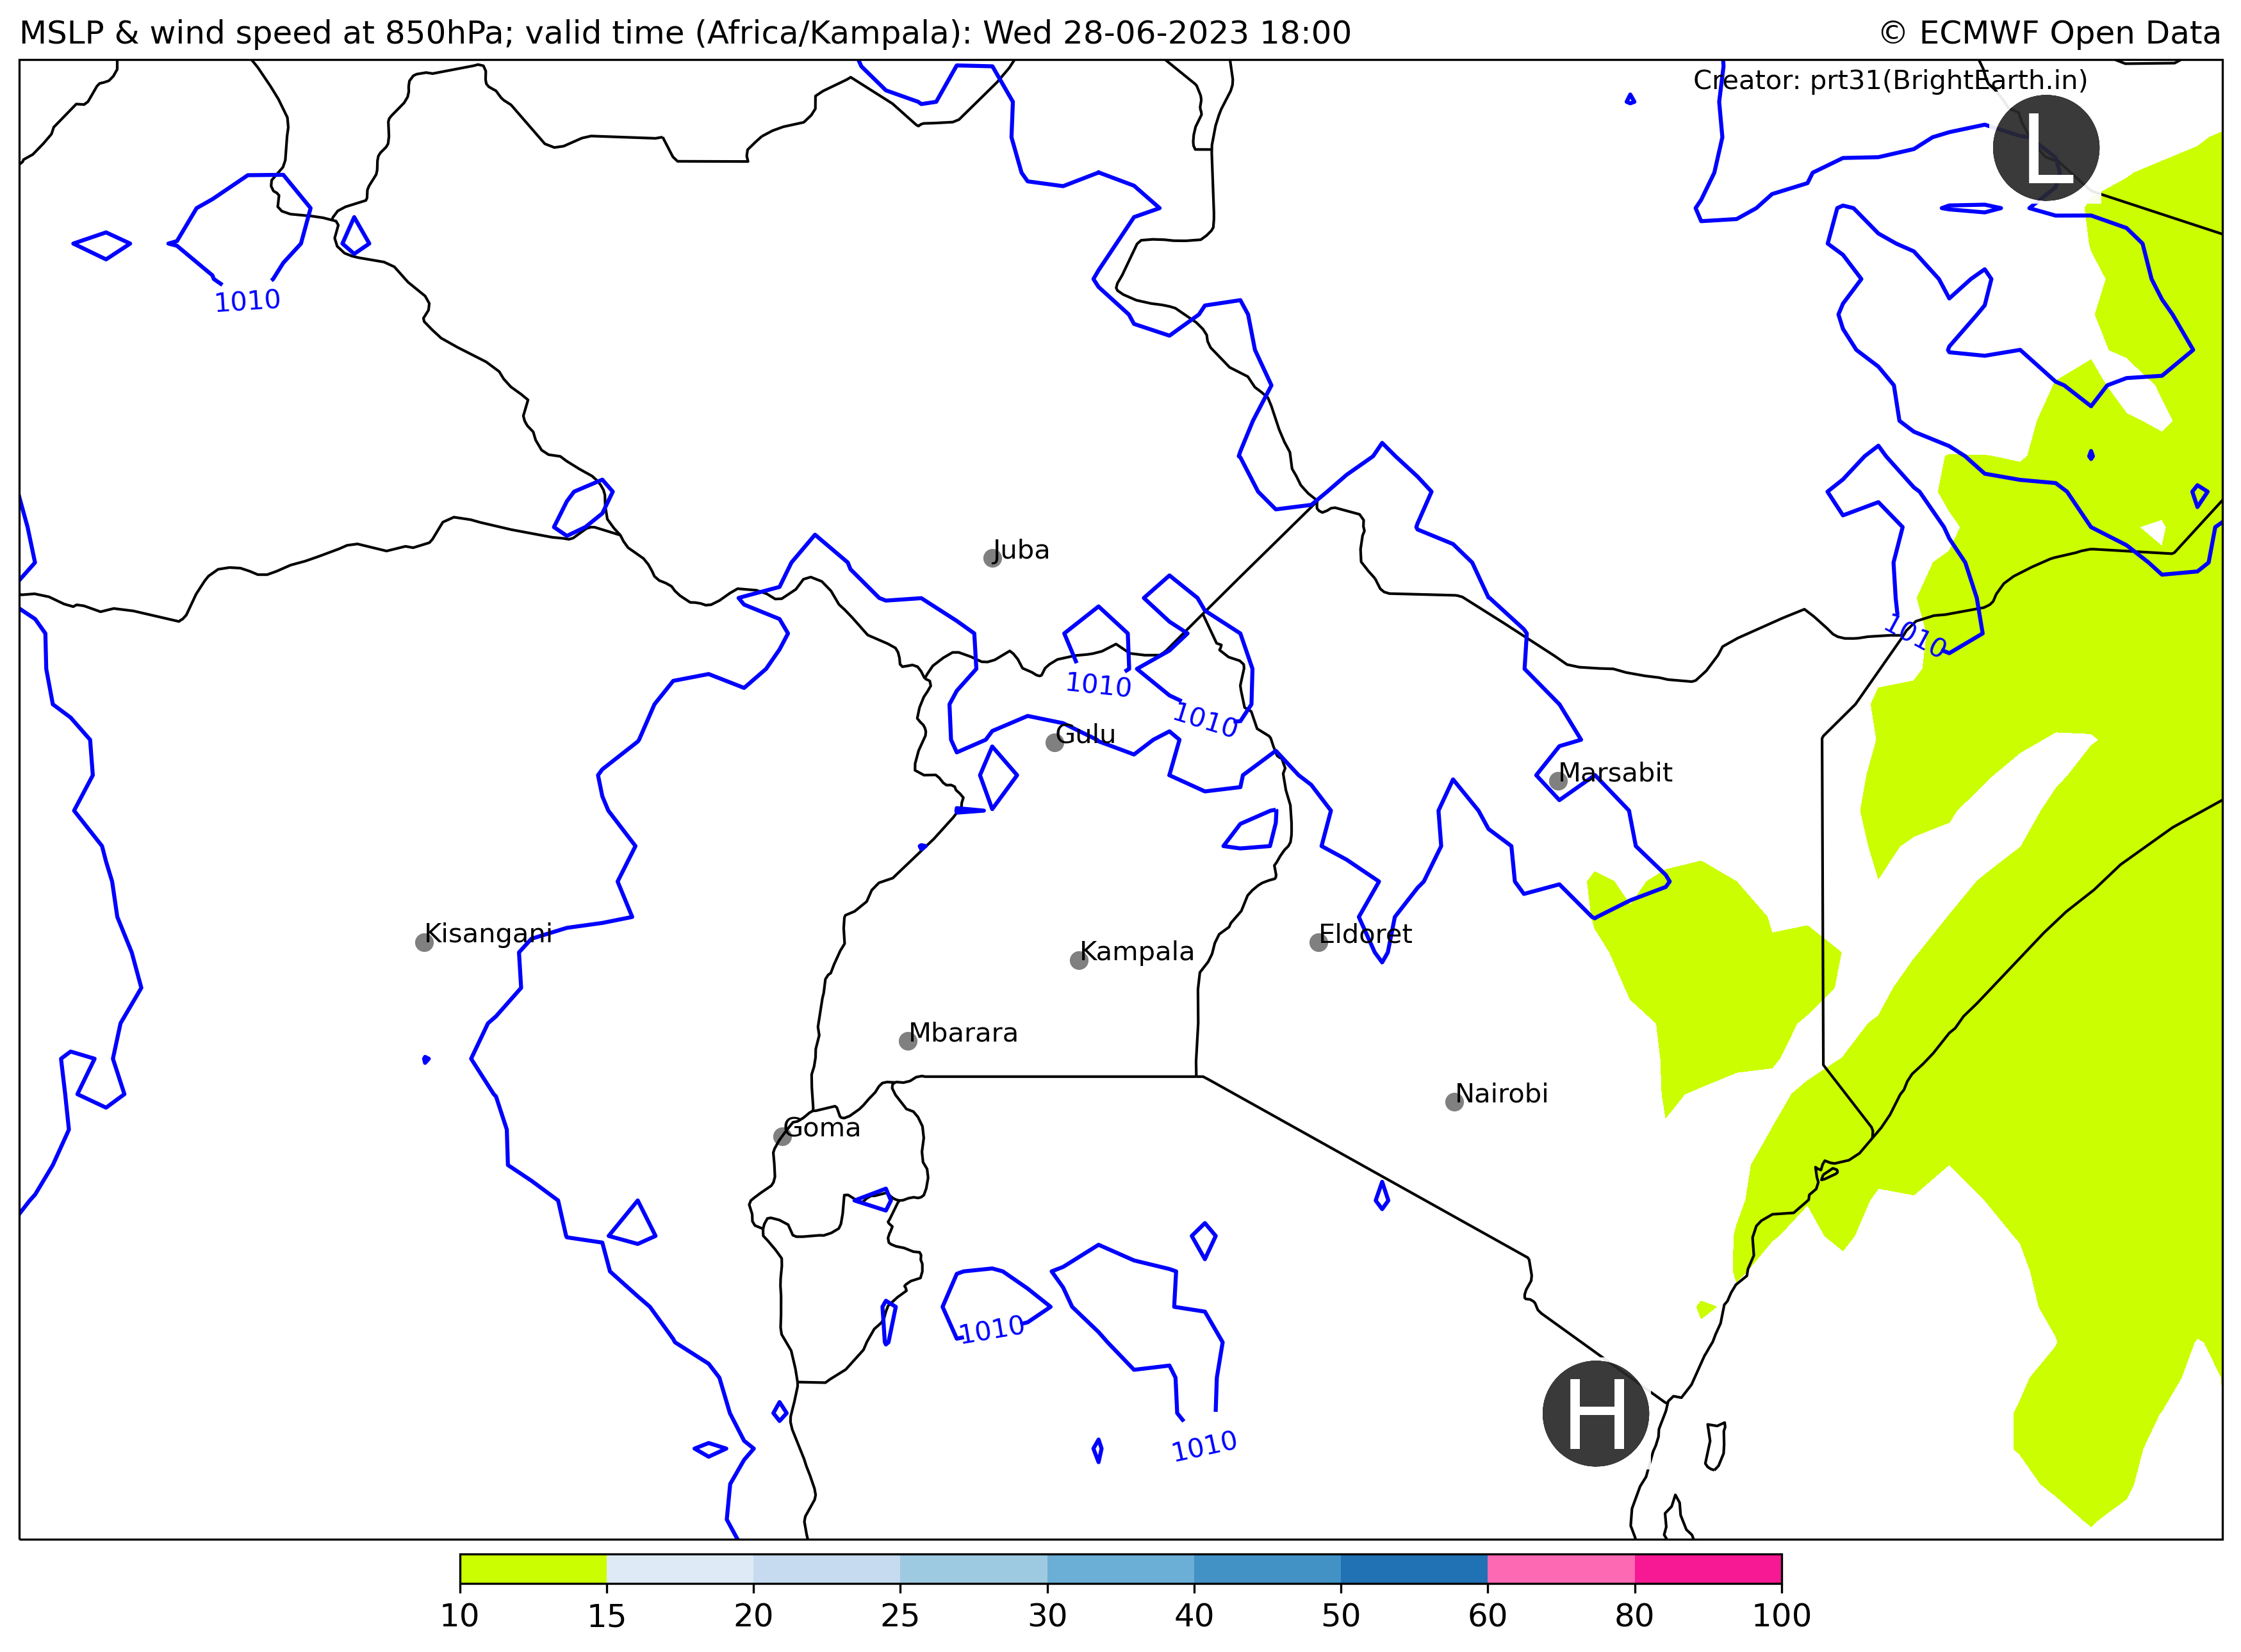 MSLP & wind speed at 850hPa; valid time (Africa/Kampala): Wed 28-06-2023 18:00
© ECMWF Open Data
Creator: prt31(BrightEarth.in)
L
1010
Juba
1010
1010
1010
Gulu
Marsabit
Kisangani
Eldoret
Kampala
Mbarara
Nairobi
Goma
1010
H
1010
10 15 20 25 30 40 50 60 80 100